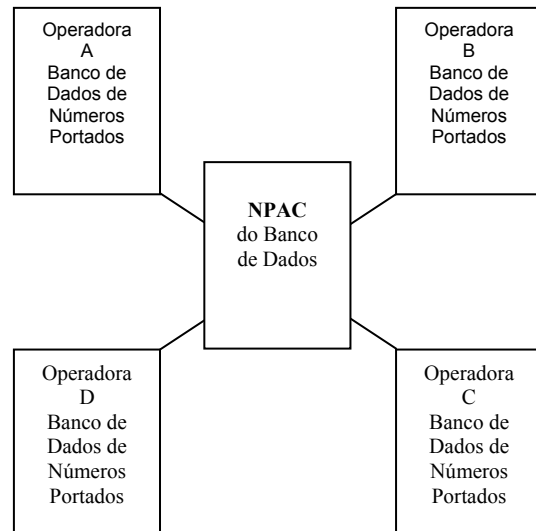 Operadora
A
Banco de
Dados de
Números
Portados
Operadora
B
Banco de
Dados de
Números
Portados
NPAC
do Banco
de Dados
Operadora
D
Banco de
Dados de
Números
Portados
Operadora
C
Banco de
Dados de
Números
Portados